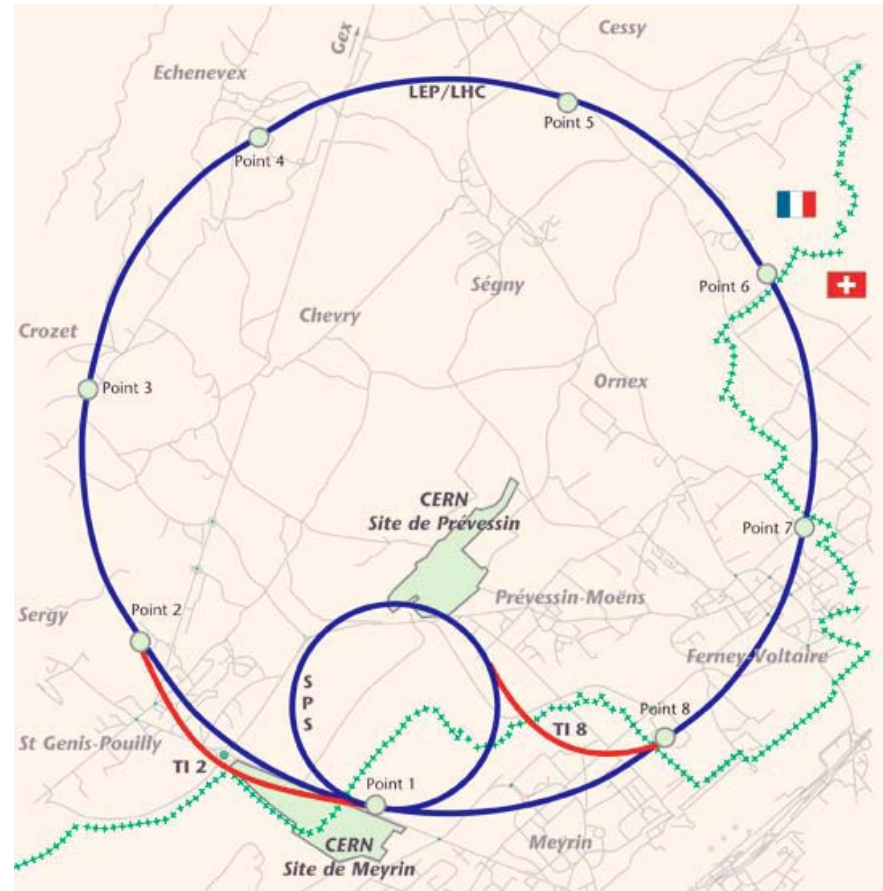 Gex
Cessy
Echenevex
LEP/LHC
Point 5
Point 4
Point 6
Ségny
Chevry
Crozet
Ornex
Point 3
CERN
Site de Prévessin
Point 7
Prévessin-Moëns
Point 2
Sergy
Ferney-Voltaire
S
P
S
Point 8
TI 8
St Genis-Pouilly
TI 2
Point 1
Meyrin
CERN
Site de Meyrin